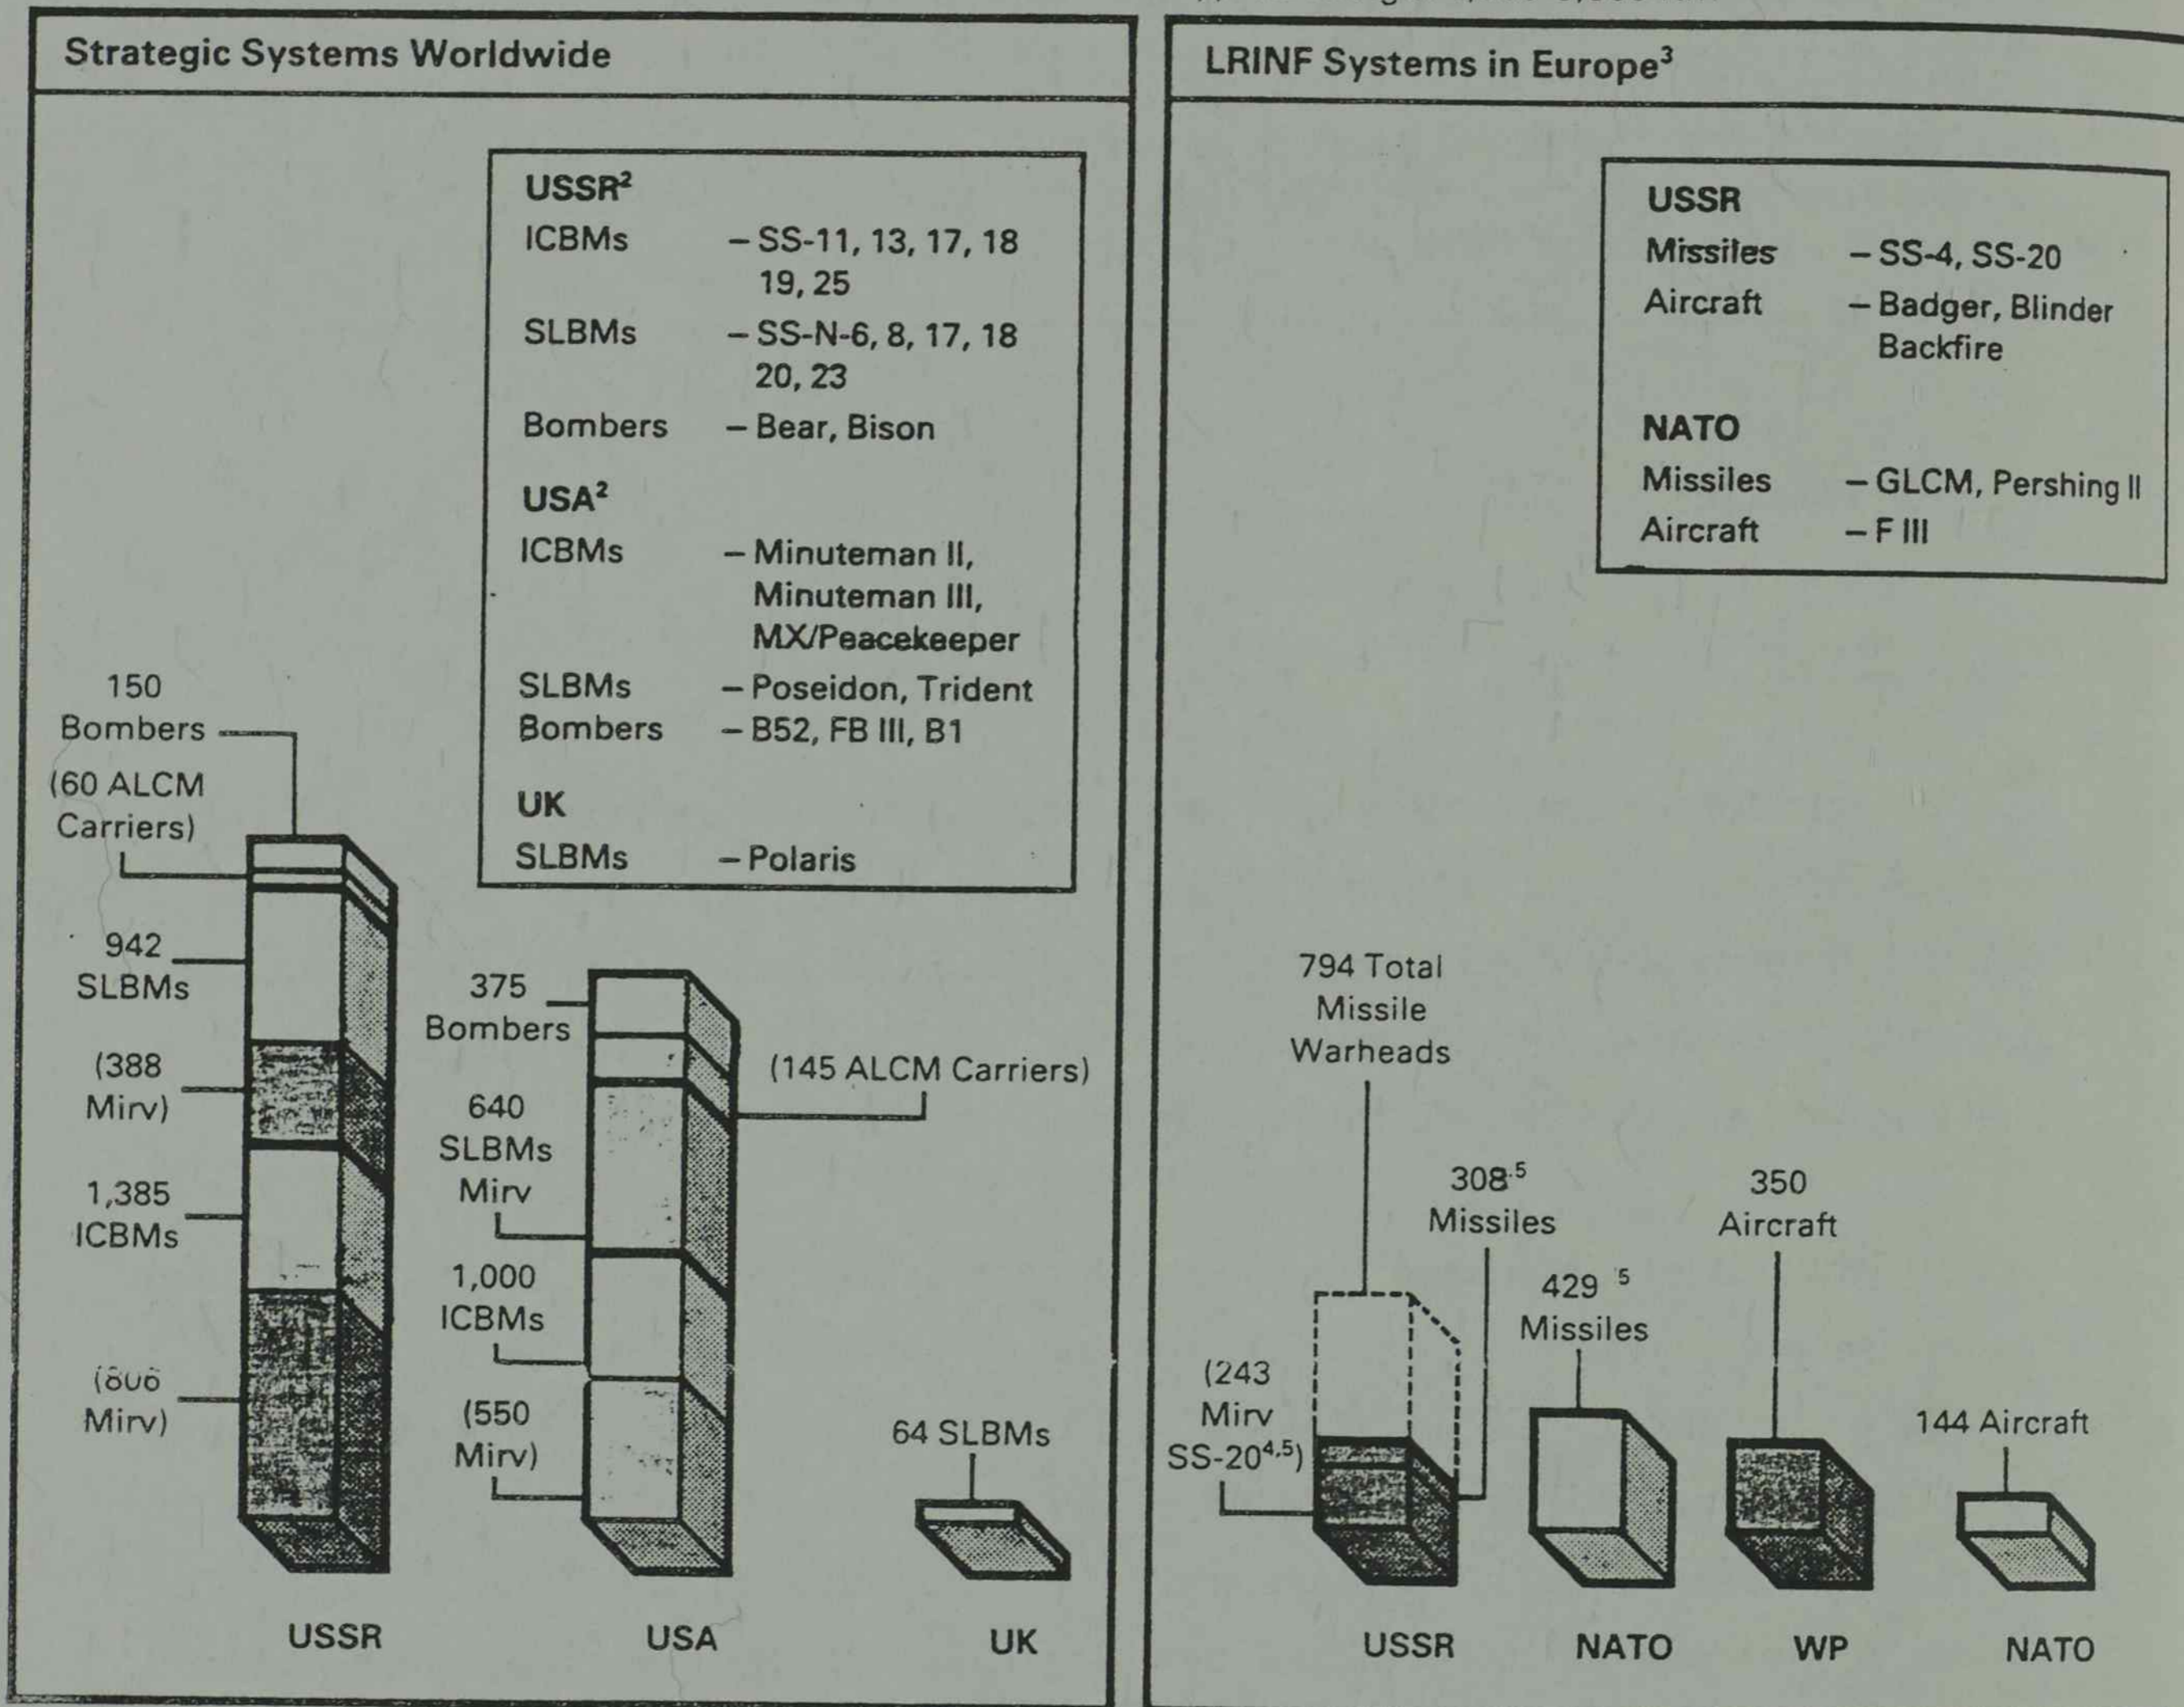 Strategic Systems Worldwide
USSR²
ICBMs – SS-11, 13, 17, 18
19, 25
SLBMs – SS-N-6, 8, 17, 18
20, 23
Bombers – Bear, Bison
USA²
ICBMs – Minuteman II,
Minuteman III,
MX/Peacekeeper
SLBMs – Poseidon, Trident
Bombers – B52, FB III, B1
UK
SLBMs – Polaris
150
Bombers
(60 ALCM
Carriers)
942
SLBMs
(388
Mirv)
1,385
ICBMs
Mirv)
375
Bombers
(145 ALCM Carriers)
640
SLBMs
Mirv
1,000
ICBMs
(550
Mirv)
64 SLBMs
USSR
USA
UK
LRINF Systems in Europe³
USSR
Missiles – SS-4, SS-20
Aircraft – Badger, Blinder
Backfire
NATO
Missiles – GLCM, Pershing II
Aircraft – F III
794 Total
Missile
Warheads
308⁵
Missiles
(243
Mirv
SS-20⁴,⁵)
429 ⁵
Missiles
350
Aircraft
144 Aircraft
USSR
NATO
WP
NATO